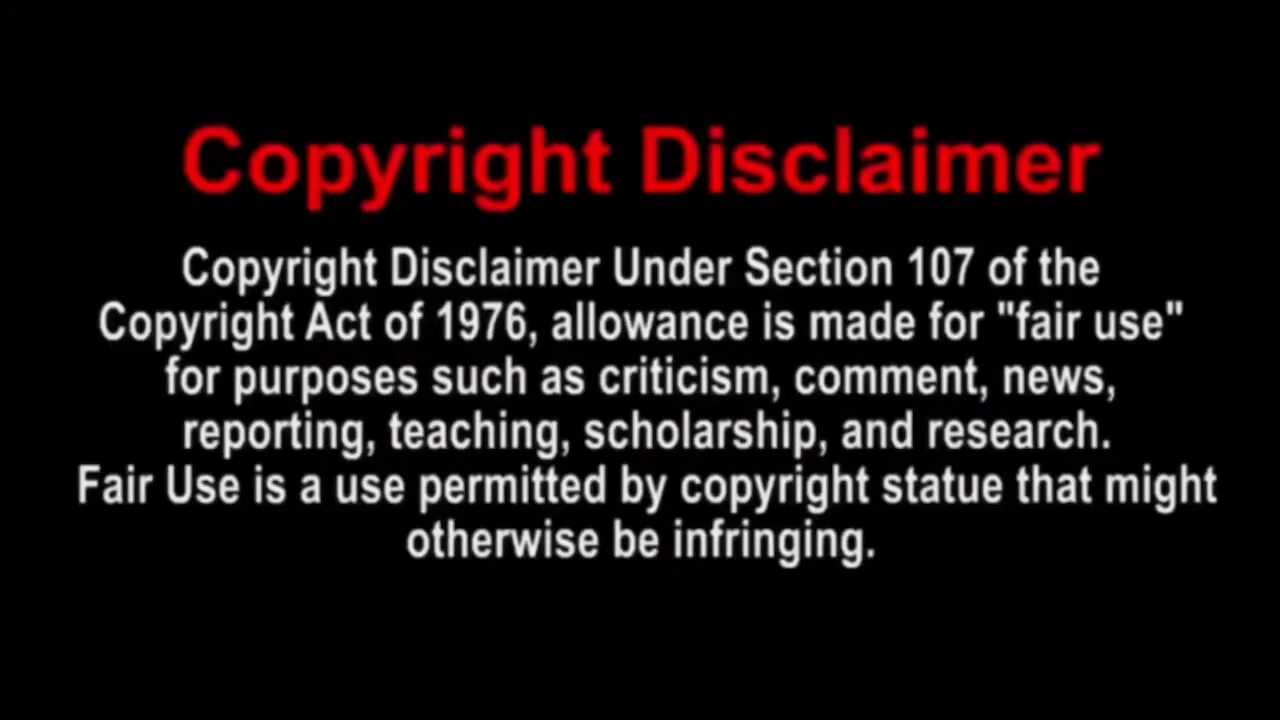 Copyright Disclaimer
Copyright Disclaimer Under Section 107 of the
Copyright Act of 1976, allowance is made for "fair use"
for purposes such as criticism, comment, news,
reporting, teaching, scholarship, and research.
Fair Use is a use permitted by copyright statue that might
otherwise be infringing.